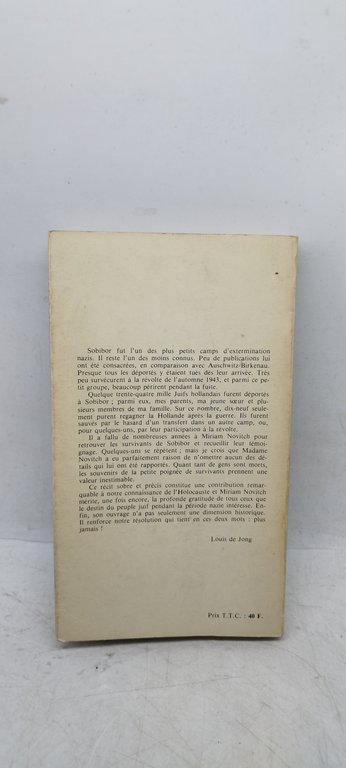 Sobibor fut l'un des plus petits camps d'extermination
nazis. Il reste l'un des moins connus. Peu de publications lui
ont été consacrées, en comparaison avec Auschwitz-Birkenau.
Presque tous les déportés y étaient tués dès leur arrivée. Très
peu survécurent à la révolte de l'automne 1943, et parmi ce pe-
tit groupe, beaucoup périrent pendant la fuite.
Quelque trente-quatre mille Juifs hollandais furent déportés
à Sobibor ; parmi eux, mes parents, ma jeune sœur et plu-
sieurs membres de ma famille. Sur ce nombre, dix-neuf seule-
ment purent regagner la Hollande après la guerre. Ils furent
sauvés par le hasard d'un transfert dans un autre camp, ou,
pour quelques-uns, par leur participation à la révolte.
Il a fallu de nombreuses années à Miriam Novitch pour
retrouver les survivants de Sobibor et recueillir leur témoi-
gnage. Quelques-uns se répètent ; mais je crois que Madame
Novitch a eu parfaitement raison de n'omettre aucun des dé-
tails qui lui ont été rapportés. Quant tant de gens sont morts,
les souvenirs de la petite poignée de survivants prennent une
valeur inestimable.
Ce récit sobre et précis constitue une contribution remar-
quable à notre connaissance de l'Holocauste et Miriam Novitch
mérite, une fois encore, la profonde gratitude de tous ceux que
le destin du peuple juif pendant la période nazie intéresse. En-
fin, son ouvrage n'a pas seulement une dimension historique.
Il renforce notre résolution qui tient en ces deux mots : plus
jamais !
Louis de Jong
Prix T.T.C. : 40 F.